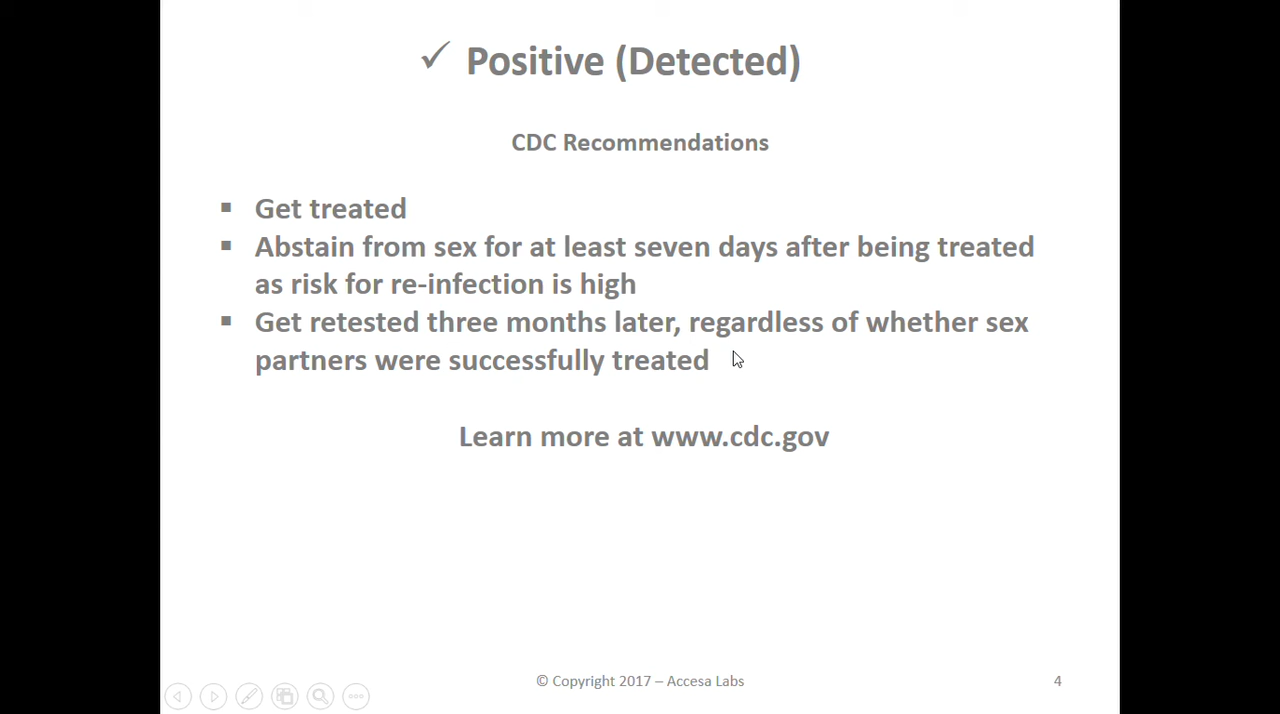 ✓ Positive (Detected)
CDC Recommendations
▪ Get treated
▪ Abstain from sex for at least seven days after being treated
as risk for re-infection is high
▪ Get retested three months later, regardless of whether sex
partners were successfully treated
Learn more at www.cdc.gov
© Copyright 2017 – Accesa Labs
4